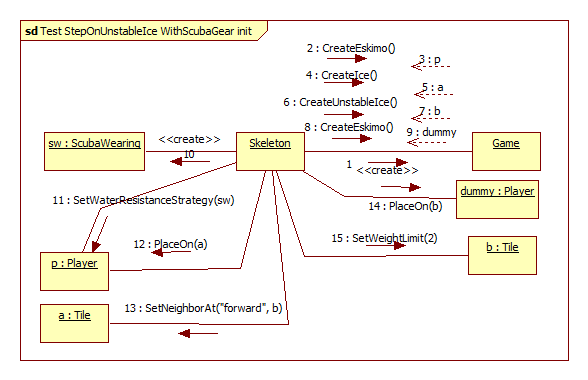 sd Test StepOnUnstableIce WithScubaGear init
2 : CreateEskimo()
3 : p
4 : CreateIce()
5 : a
6 : CreateUnstableIce()
7 : b
8 : CreateEskimo()
9 : dummy
sw : ScubaWearing
<<create>>
10
Skeleton
1
<<create>>
Game
11 : SetWaterResistanceStrategy(sw)
14 : PlaceOn(b)
dummy : Player
12 : PlaceOn(a)
15 : SetWeightLimit(2)
p : Player
b : Tile
13 : SetNeighborAt("forward", b)
a : Tile